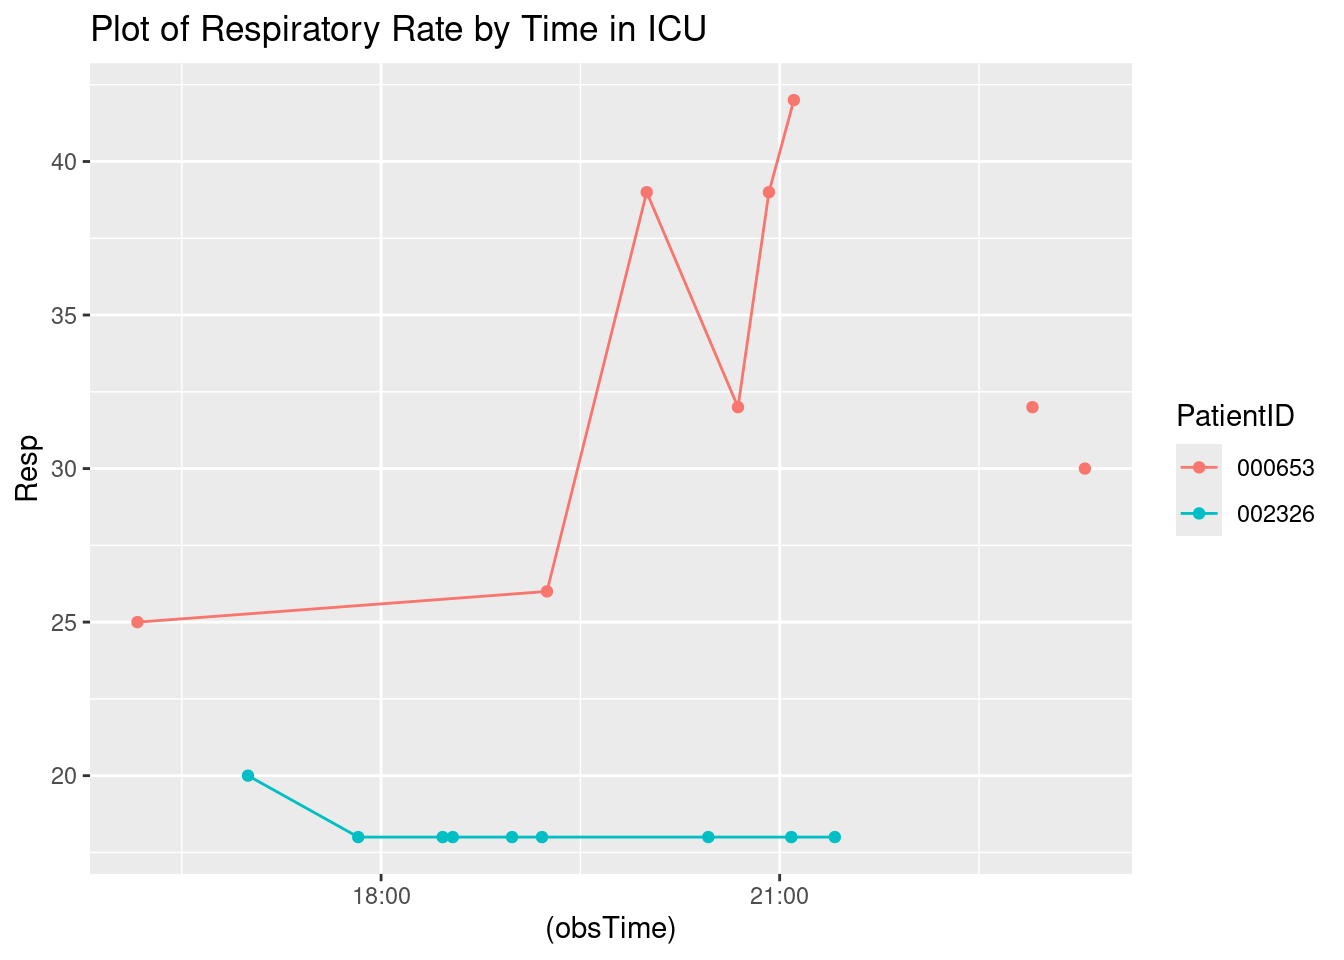 Plot of Respiratory Rate by Time in ICU
40
35
30
25
20
Resp
18:00
21:00
(obsTime)
PatientID
000653
002326